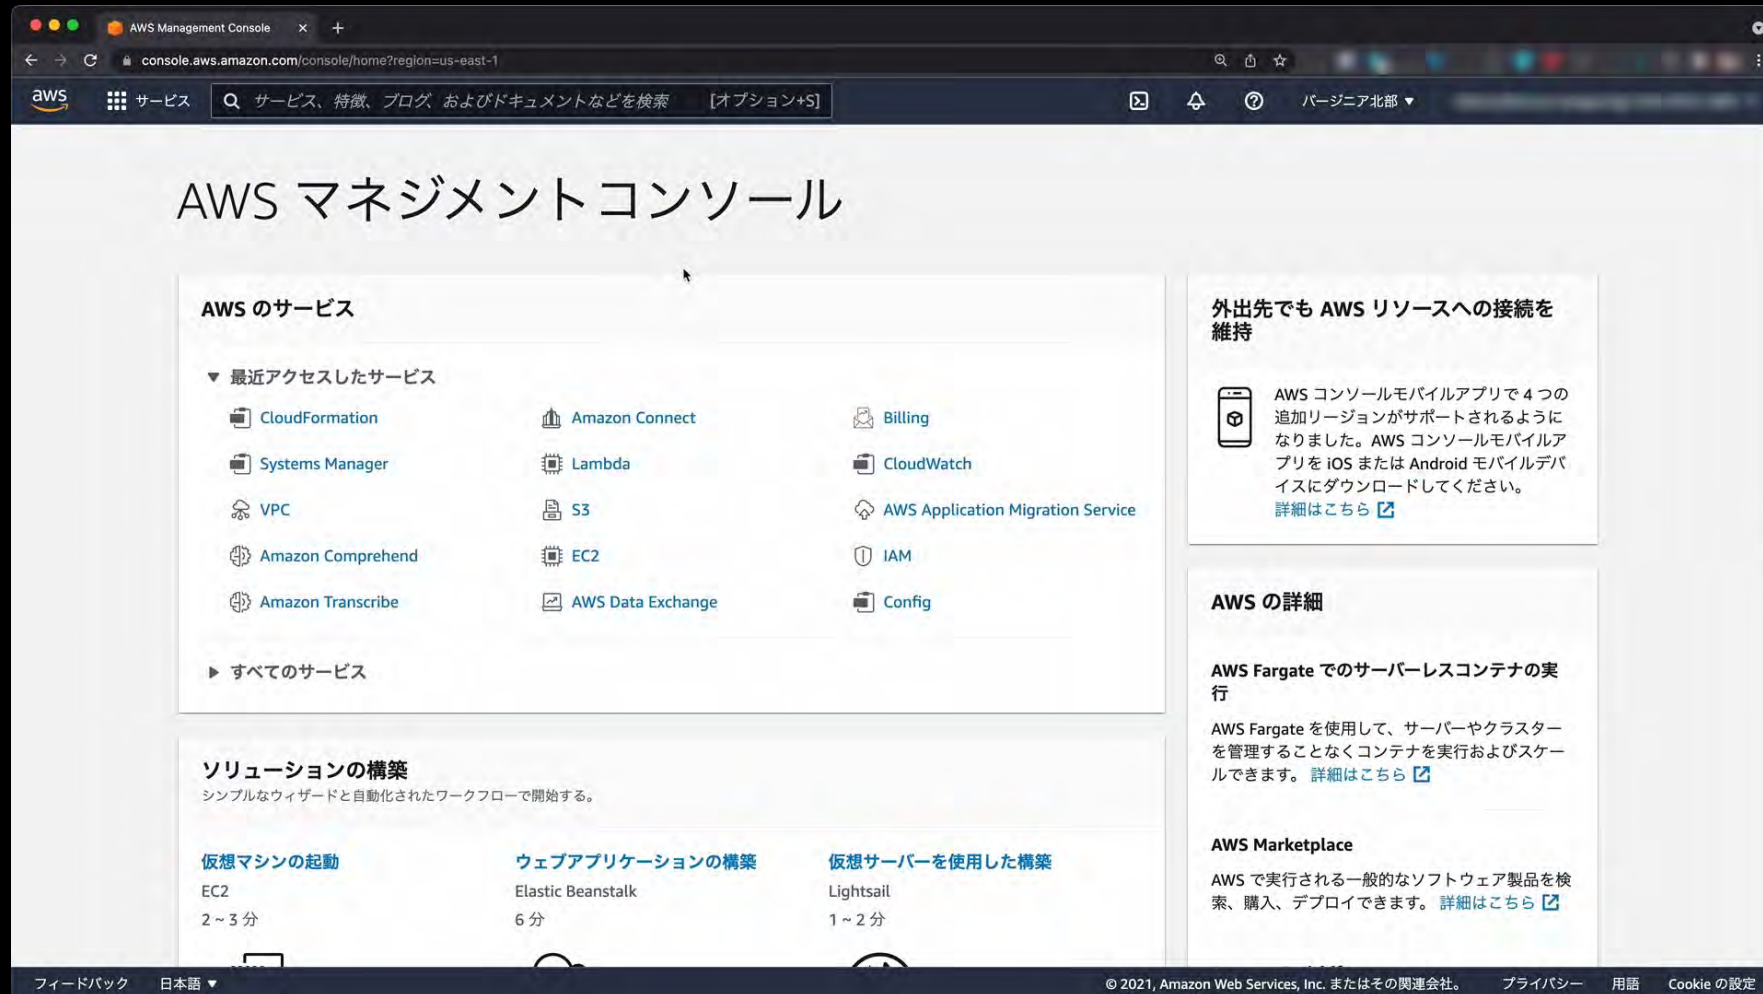 AWS Management Console
console.aws.amazon.com/console/home?region=us-east-1
aws
サービス
サービス、特徴、ブログ、およびドキュメントなどを検索 [オプション+S]
バージニア北部 ▼
AWS マネジメントコンソール
AWS のサービス
▼ 最近アクセスしたサービス
CloudFormation
Amazon Connect
Billing
Systems Manager
Lambda
CloudWatch
VPC
S3
AWS Application Migration Service
Amazon Comprehend
EC2
IAM
Amazon Transcribe
AWS Data Exchange
Config
▶ すべてのサービス
ソリューションの構築
シンプルなウィザードと自動化されたワークフローで開始する。
仮想マシンの起動
EC2
2 ~ 3 分
ウェブアプリケーションの構築
Elastic Beanstalk
6 分
仮想サーバーを使用した構築
Lightsail
1 ~ 2 分
外出先でも AWS リソースへの接続を
維持
AWS コンソールモバイルアプリで 4 つの
追加リージョンがサポートされるように
なりました。AWS コンソールモバイルア
プリを iOS または Android モバイルデバ
イスにダウンロードしてください。
詳細はこちら
AWS の詳細
AWS Fargate でのサーバーレスコンテナの実
行
AWS Fargate を使用して、サーバーやクラスター
を管理することなくコンテナを実行およびスケー
ルできます。 詳細はこちら
AWS Marketplace
AWS で実行される一般的なソフトウェア製品を検
索、購入、デプロイできます。 詳細はこちら
フィードバック
日本語 ▼
© 2021, Amazon Web Services, Inc. またはその関連会社。
プライバシー
用語
Cookie の設定